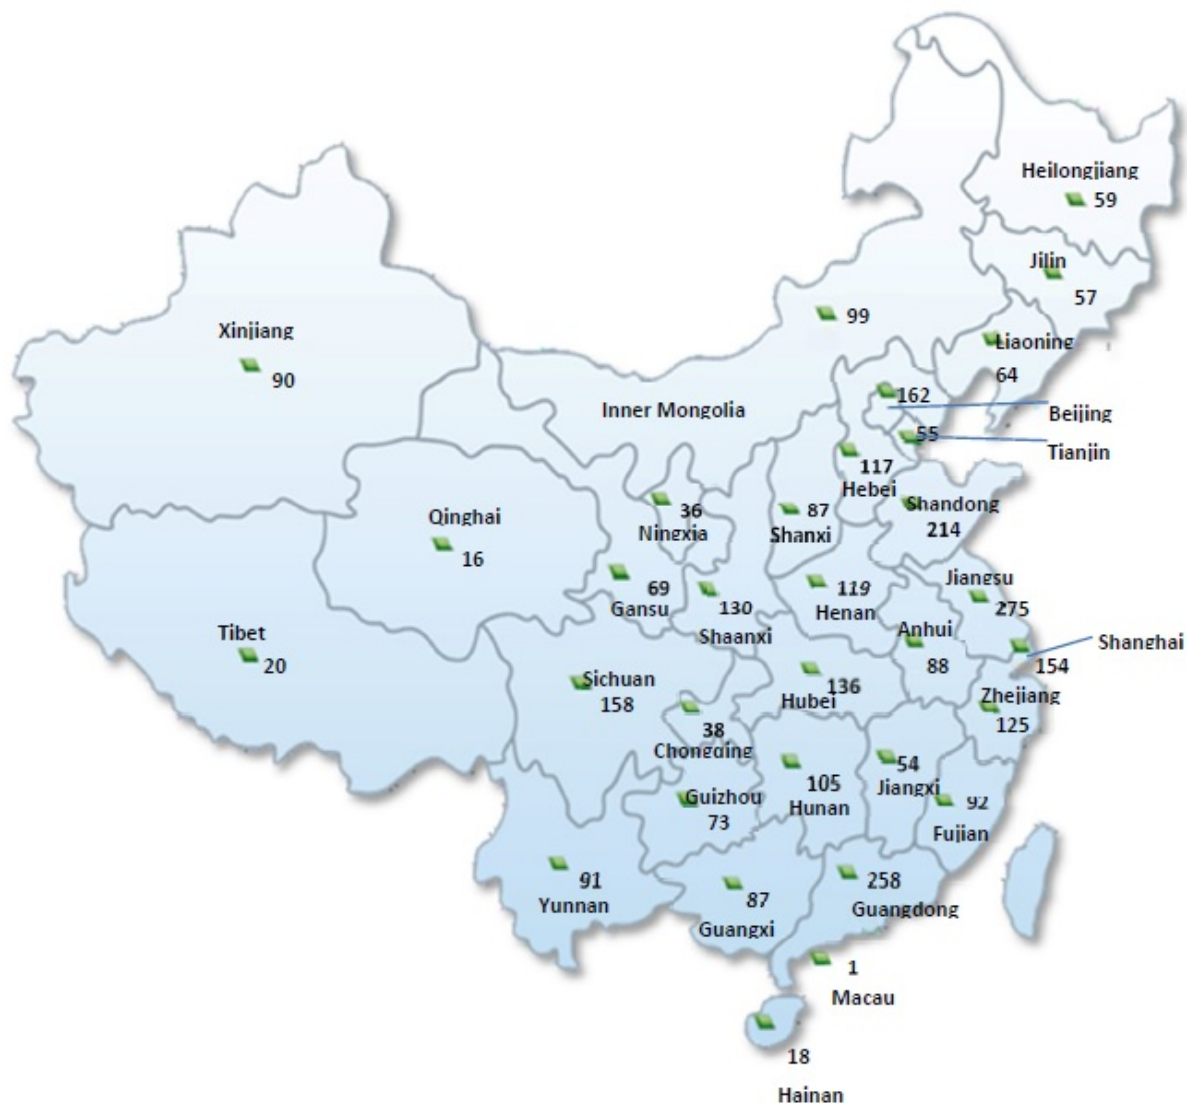 Heilongjiang
59
Jilin
57
99
Xinjiang
90
Liaoning
64
162
Beijing
Inner Mongolia
55
Tianjin
117
Hebei
36
Ningxia
87
Shanxi
Shandong
214
Qinghai
16
69
Gansu
130
Shaanxi
119
Henan
Jiangsu
275
Anhui
88
Shanghai
154
Tibet
20
Sichuan
158
136
Hubei
Zhejiang
125
38
Chongqing
54
Jiangxi
105
Hunan
Guizhou
73
92
Fujian
91
Yunnan
87
Guangxi
258
Guangdong
1
Macau
18
Hainan